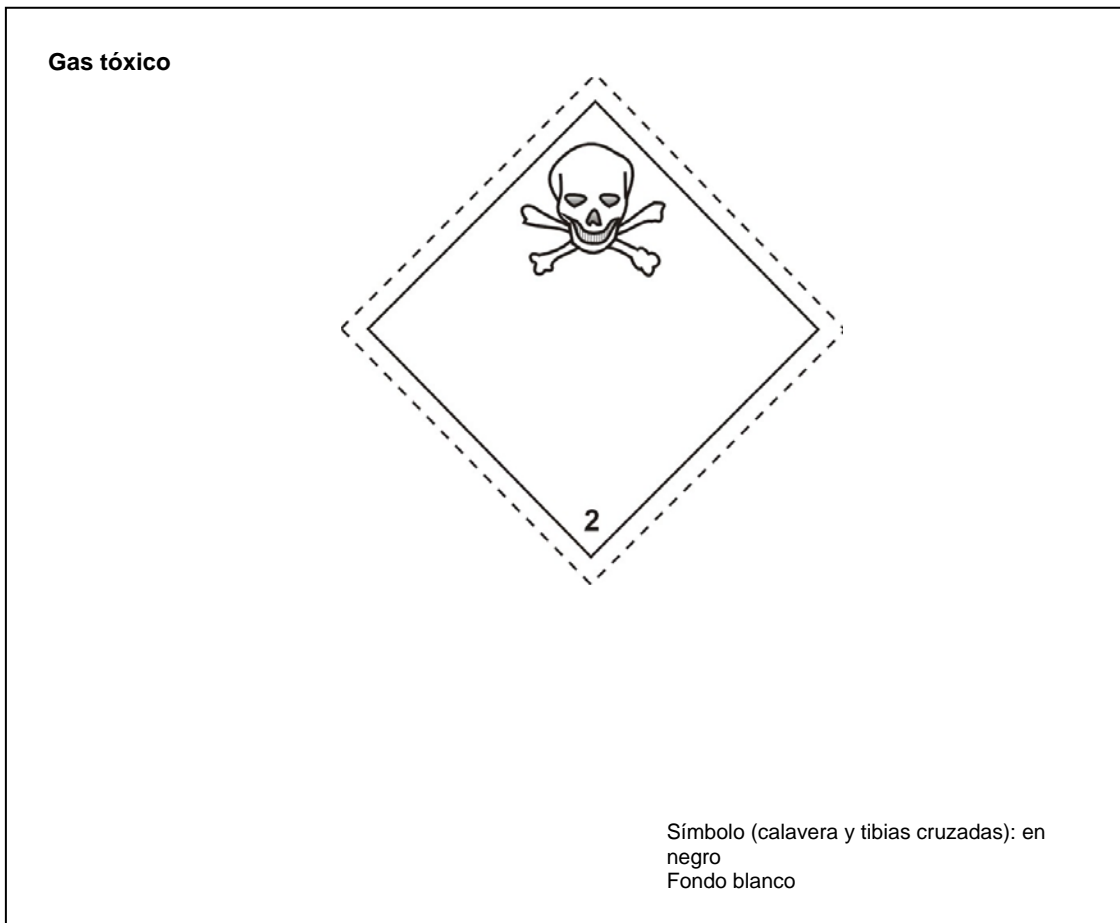 Gas tóxico
2
Símbolo (calavera y tibias cruzadas): en
negro
Fondo blanco